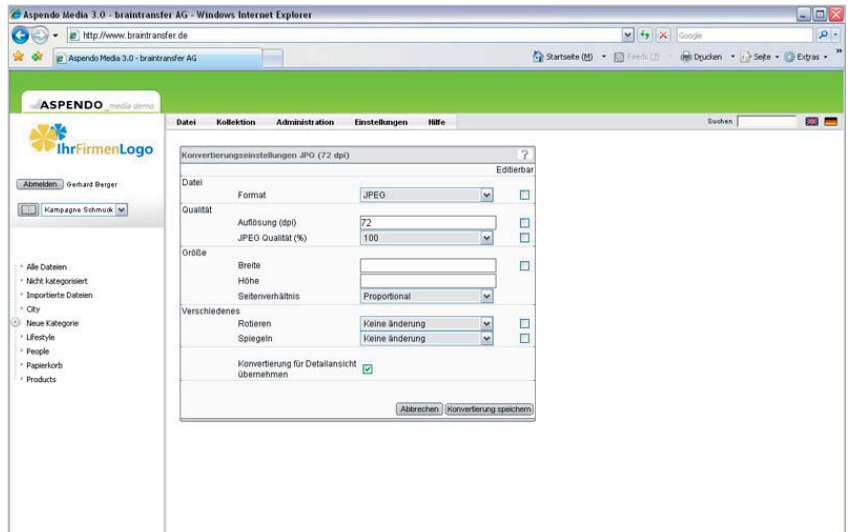 Aspendo Media 3.0 - braintransfer AG - Windows Internet Explorer
http://www.braintransfer.de
Google
Aspendo Media 3.0 - braintransfer AG
Startseite (M) Feeds (J) Drucken Seite Extras
ASPENDO media demo
Datei Kollektion Administration Einstellungen Hilfe Suchen
IhrFirmenLogo
Abmelden Gerhard Berger
Kampagne Schmuck
Alle Dateien
Nicht kategorisiert
Importierte Dateien
City
Neue Kategorie
Lifestyle
People
Papierkorb
Products
Konvertierungseinstellungen JPG (72 dpi) ?
Editierbar
Datei
Format JPEG
Qualität
Auflösung (dpi) 72
JPEG Qualität (%) 100
Größe
Breite
Höhe
Seitenverhältnis Proportional
Verschiedenes
Rotieren Keine änderung
Spiegeln Keine änderung
Konvertierung für Detailansicht
übernehmen
Abbrechen Konvertierung speichern